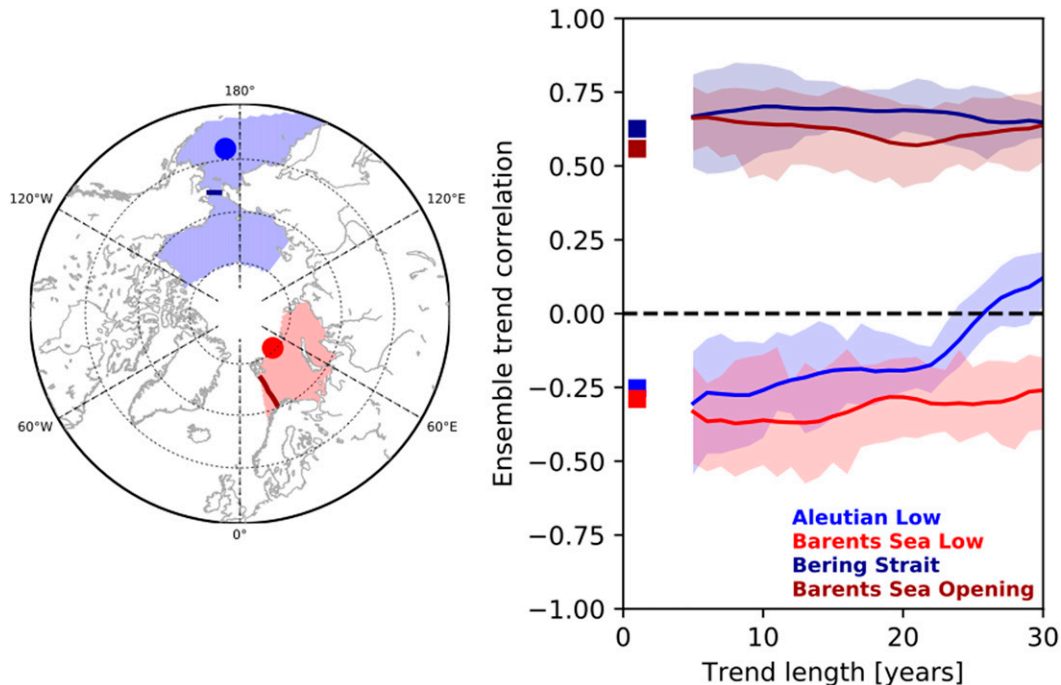 180°
120°W
120°E
60°W
60°E
0°
Ensemble trend correlation
1.00
0.75
0.50
0.25
0.00
−0.25
−0.50
−0.75
−1.00
Aleutian Low
Barents Sea Low
Bering Strait
Barents Sea Opening
0
10
20
30
Trend length [years]